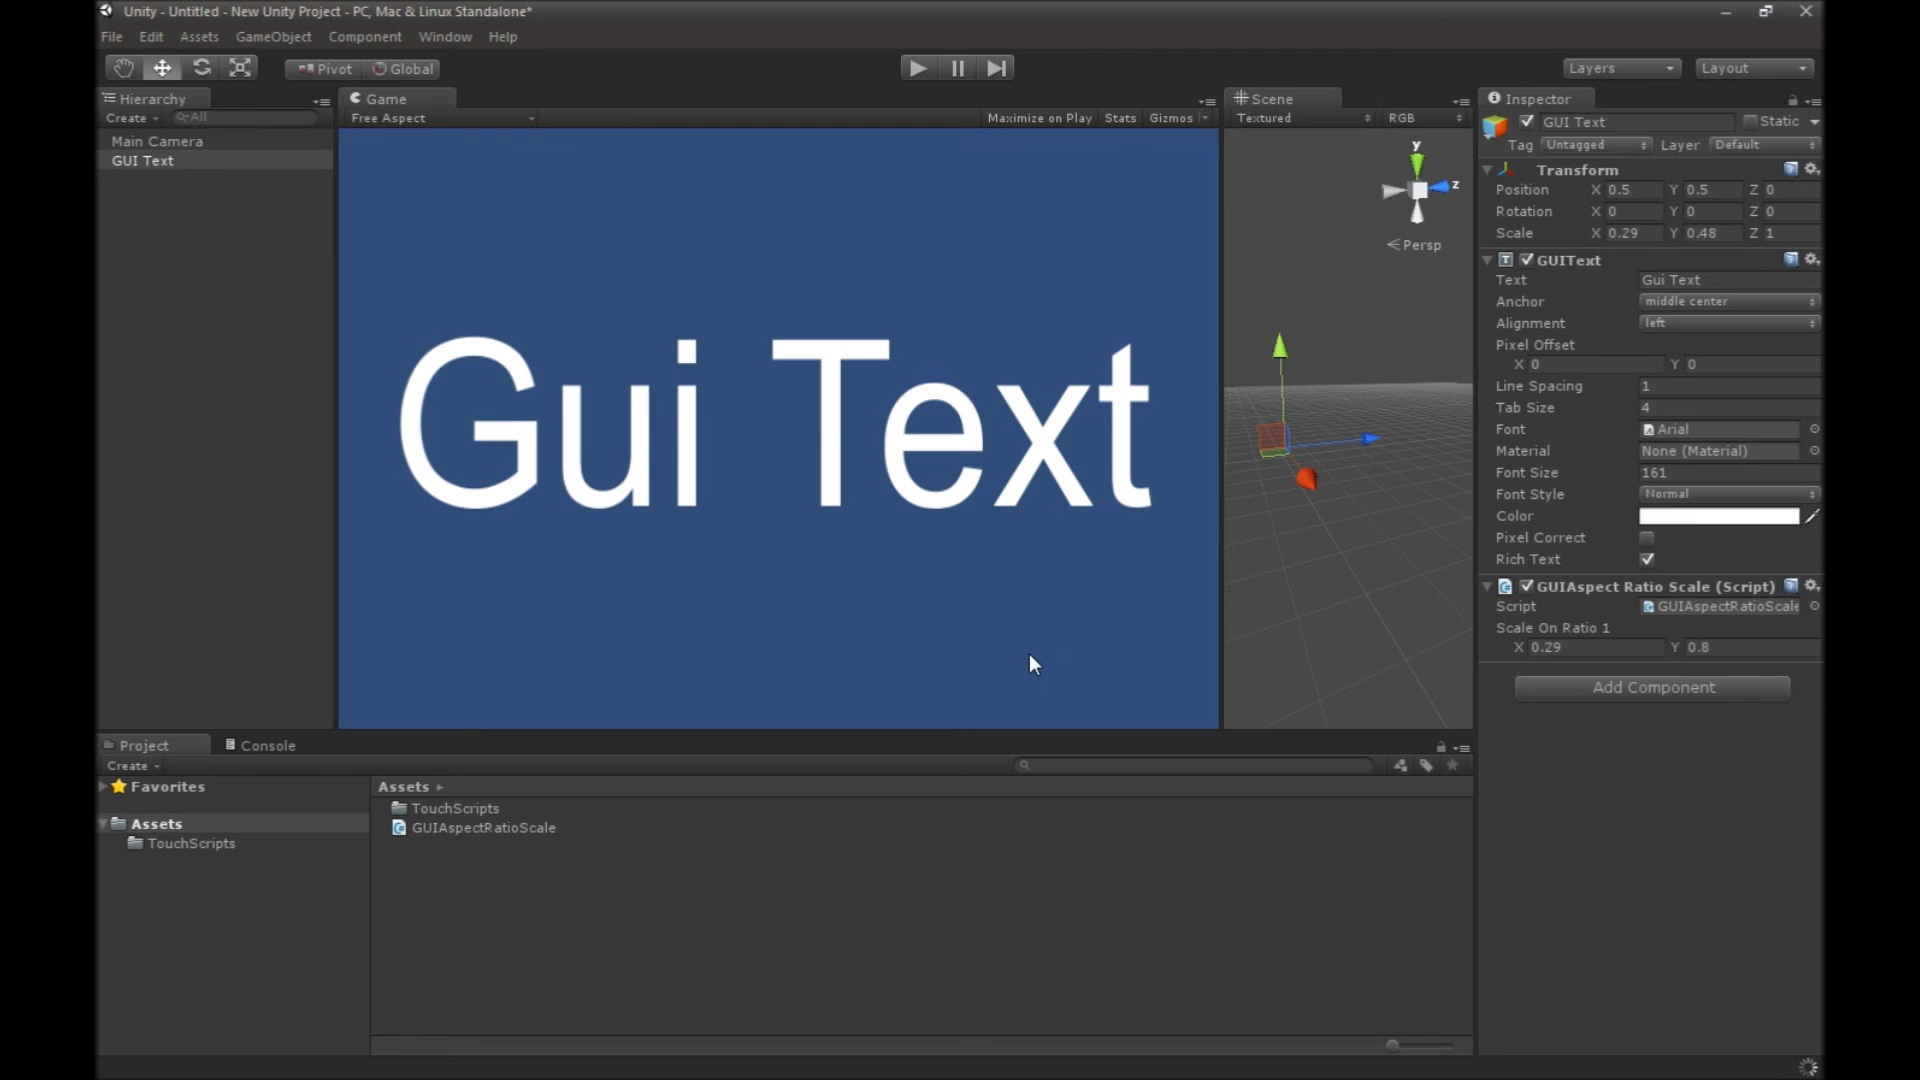 Unity - Untitled - New Unity Project - PC, Mac & Linux Standalone*
File Edit Assets GameObject Component Window Help
Pivot Global Layers Layout
Hierarchy
Create All
Main Camera
GUI Text
Game
Free Aspect Maximize on Play Stats Gizmos
Gui Text
Scene
Textured RGB
y
z
Persp
Inspector
GUI Text Static
Tag Untagged Layer Default
Transform
Position X 0.5 Y 0.5 Z 0
Rotation X 0 Y 0 Z 0
Scale X 0.29 Y 0.48 Z 1
GUIText
Text Gui Text
Anchor middle center
Alignment left
Pixel Offset
X 0 Y 0
Line Spacing 1
Tab Size 4
Font Arial
Material None (Material)
Font Size 161
Font Style Normal
Color
Pixel Correct
Rich Text
GUIAspect Ratio Scale (Script)
Script GUIAspectRatioScale
Scale On Ratio 1
X 0.29 Y 0.8
Add Component
Project Console
Create
Favorites
Assets
TouchScripts
Assets
TouchScripts
GUIAspectRatioScale